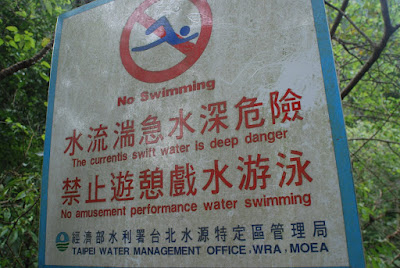 No Swimming
水流湍急水深危險
The currentis swift water is deep danger
禁止遊憩戲水游泳
No amusement performance water swimming
經濟部水利署台北水源特定區管理局
TAIPEI WATER MANAGEMENT OFFICE, WRA, MOEA